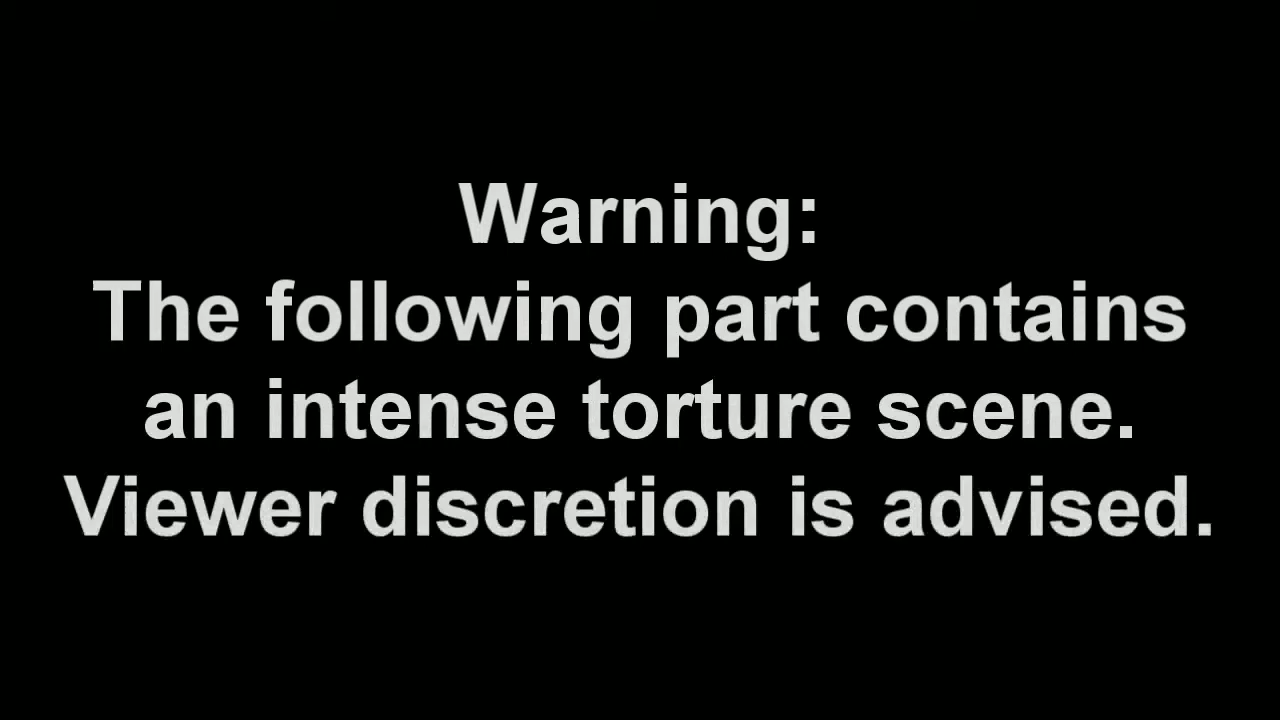 Warning:
The following part contains
an intense torture scene.
Viewer discretion is advised.